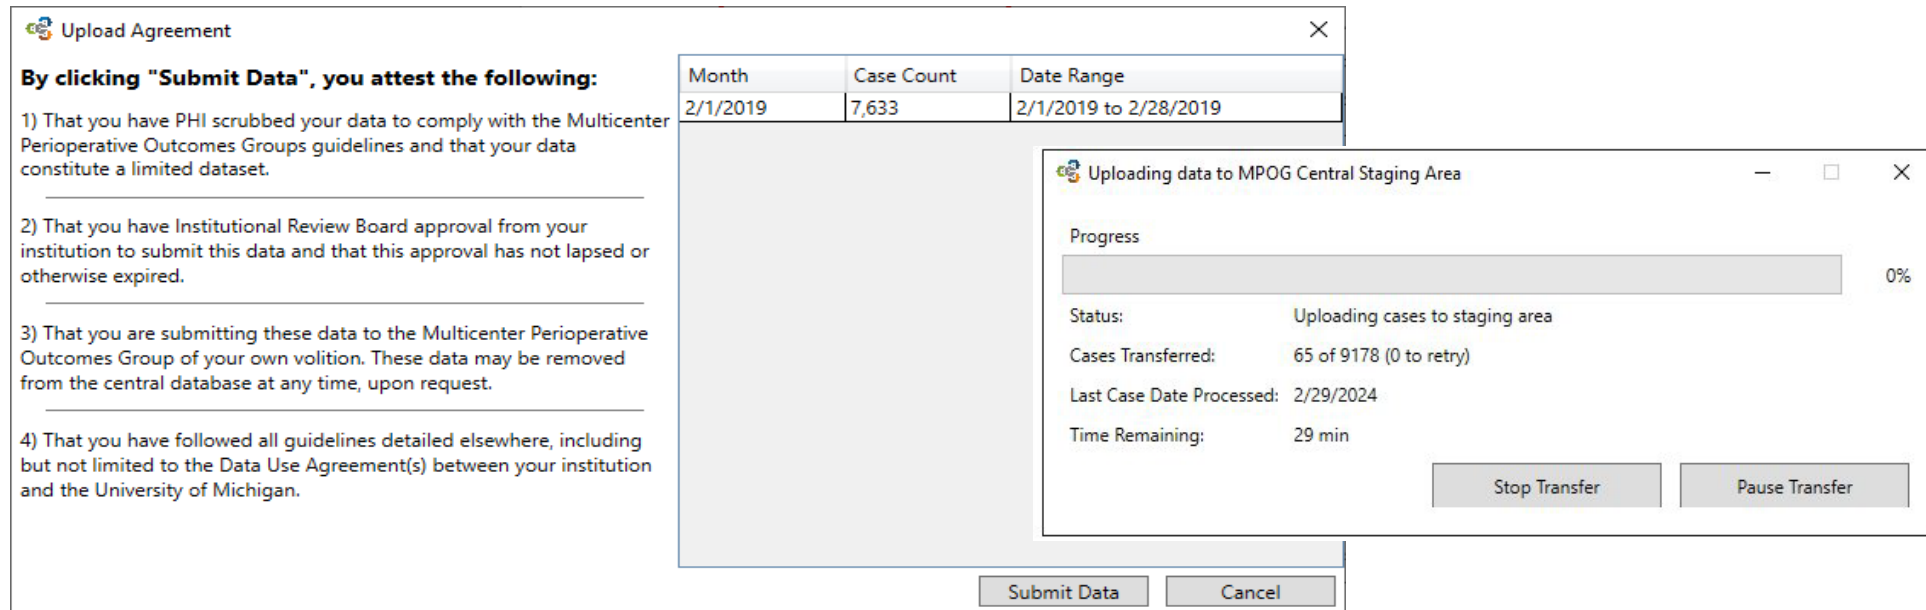 Upload Agreement
By clicking "Submit Data", you attest the following:
1) That you have PHI scrubbed your data to comply with the Multicenter
Perioperative Outcomes Groups guidelines and that your data
constitute a limited dataset.
2) That you have Institutional Review Board approval from your
institution to submit this data and that this approval has not lapsed or
otherwise expired.
3) That you are submitting these data to the Multicenter Perioperative
Outcomes Group of your own volition. These data may be removed
from the central database at any time, upon request.
4) That you have followed all guidelines detailed elsewhere, including
but not limited to the Data Use Agreement(s) between your institution
and the University of Michigan.
Month Case Count Date Range
2/1/2019 7,633 2/1/2019 to 2/28/2019
Submit Data Cancel
Uploading data to MPOG Central Staging Area
Progress
0%
Status: Uploading cases to staging area
Cases Transferred: 65 of 9178 (0 to retry)
Last Case Date Processed: 2/29/2024
Time Remaining: 29 min
Stop Transfer Pause Transfer